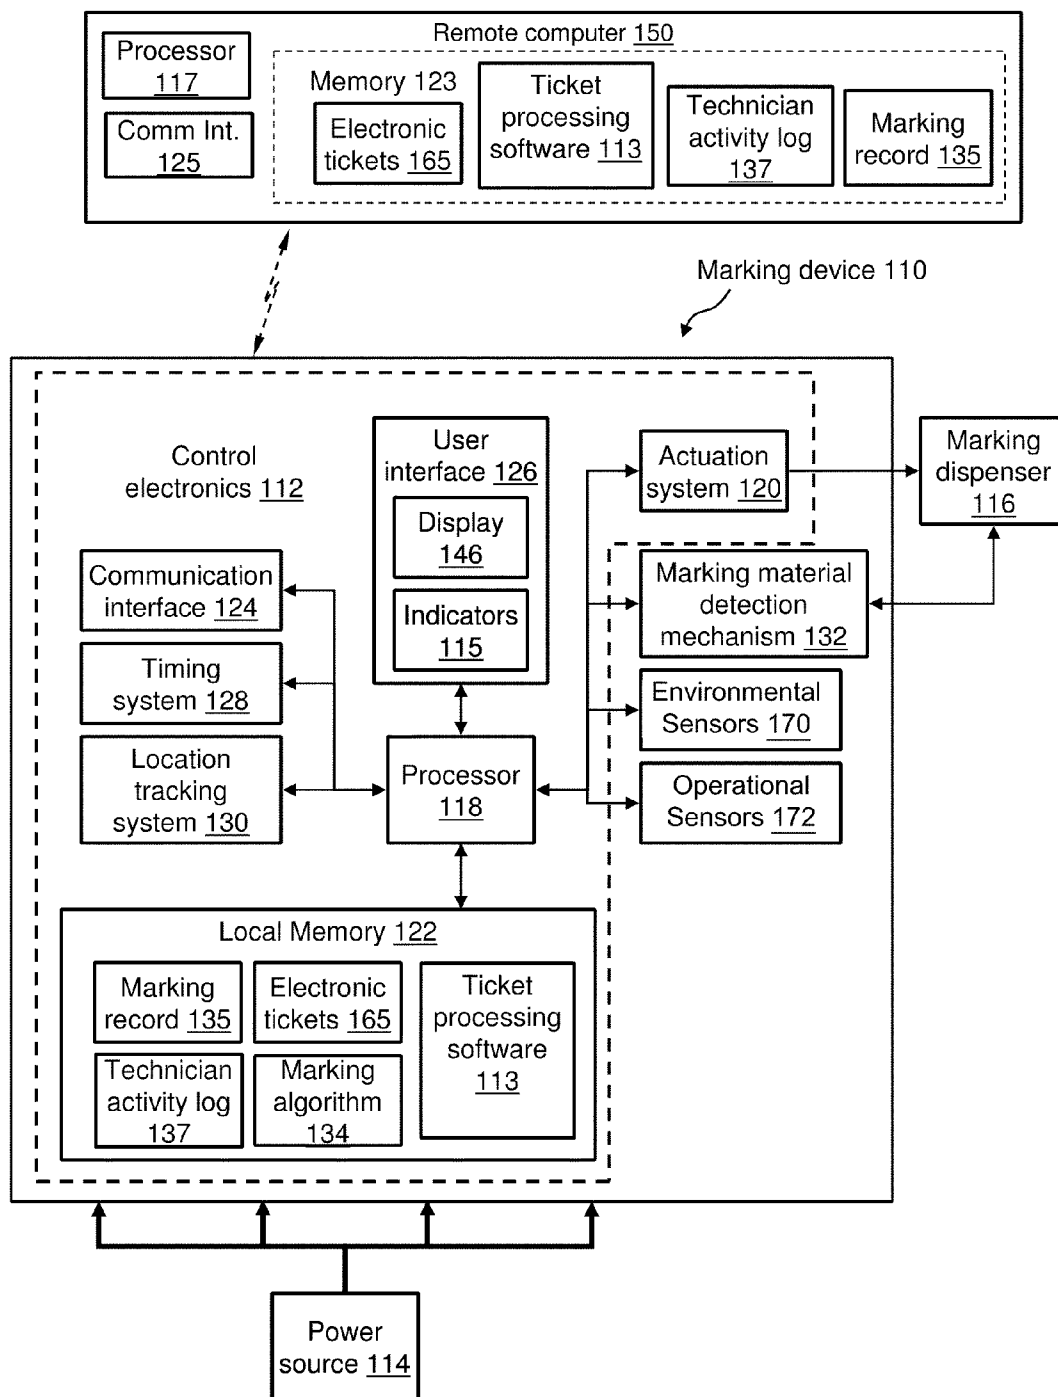 Remote computer 150
Processor
117
Comm Int.
125
Memory 123
Electronic
tickets 165
Ticket
processing
software 113
Technician
activity log
137
Marking
record 135
Marking device 110
Control
electronics 112
User
interface 126
Display
146
Indicators
115
Actuation
system 120
Marking
dispenser
116
Communication
interface 124
Timing
system 128
Location
tracking
system 130
Processor
118
Marking material
detection
mechanism 132
Environmental
Sensors 170
Operational
Sensors 172
Local Memory 122
Marking
record 135
Electronic
tickets 165
Ticket
processing
software
113
Technician
activity log
137
Marking
algorithm
134
Power
source 114